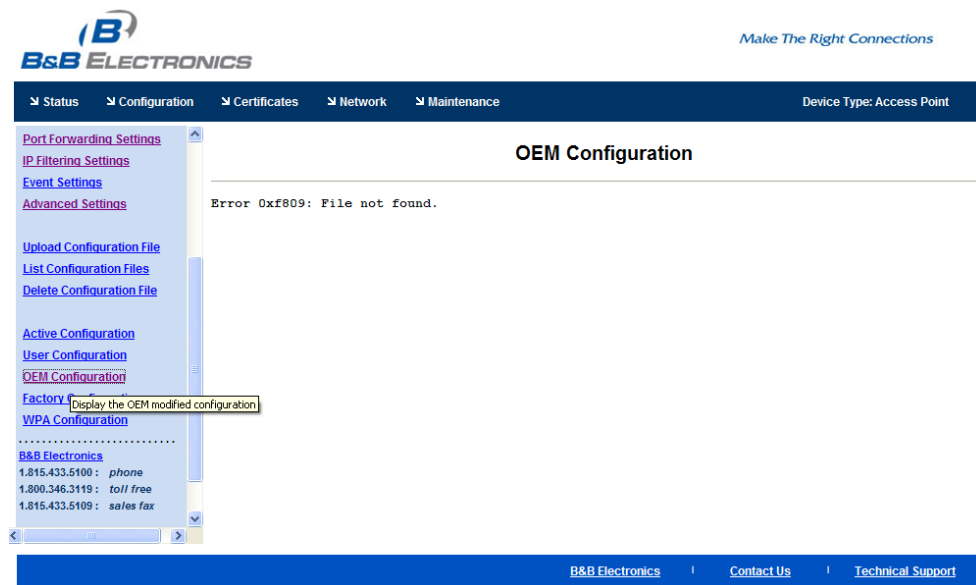 B
B&B ELECTRONICS
Make The Right Connections
Status
Configuration
Certificates
Network
Maintenance
Device Type: Access Point
Port Forwarding Settings
IP Filtering Settings
Event Settings
Advanced Settings
Upload Configuration File
List Configuration Files
Delete Configuration File
Active Configuration
User Configuration
OEM Configuration
Factory
Display the OEM modified configuration
WPA Configuration
B&B Electronics
1.815.433.5100 : phone
1.800.346.3119 : toll free
1.815.433.5109 : sales fax
OEM Configuration
Error 0xf809: File not found.
B&B Electronics
Contact Us
Technical Support